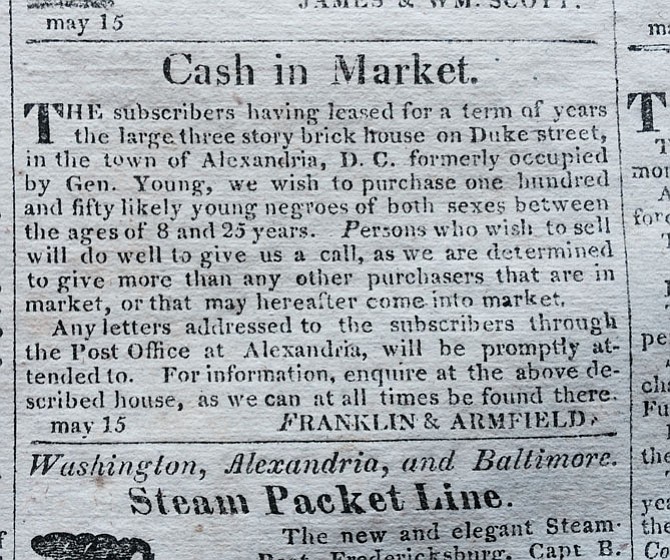 JAMES & WM. SCOTT.
may 15
Cash in Market.
THE subscribers having leased for a term of years
the large three story brick house on Duke street,
in the town of Alexandria, D. C. formerly occupied
by Gen. Young, we wish to purchase one hundred
and fifty likely young negroes of both sexes between
the ages of 8 and 25 years. Persons who wish to sell
will do well to give us a call, as we are determined
to give more than any other purchasers that are in
market, or that may hereafter come into market.
Any letters addressed to the subscribers through
the Post Office at Alexandria, will be promptly at-
tended to. For information, enquire at the above de-
scribed house, as we can at all times be found there.
may 15 FRANKLIN & ARMFIELD.
Washington, Alexandria, and Baltimore.
Steam Packet Line.
The new and elegant Steam-
Boat Fredericksburg, Capt B.